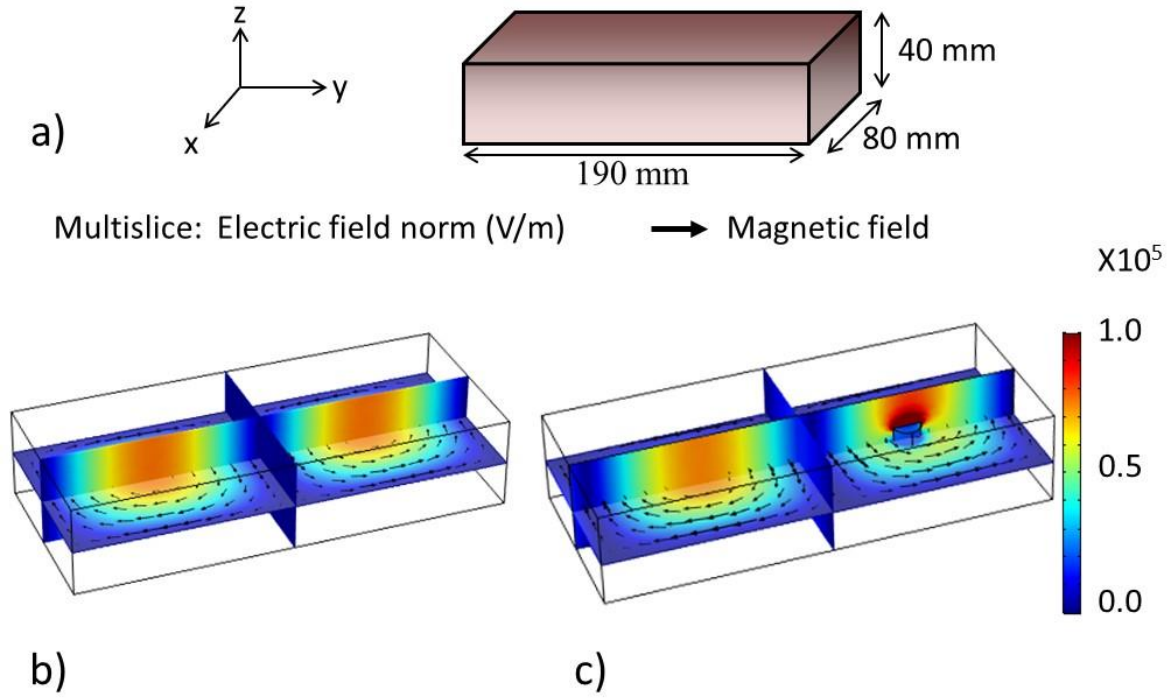 z
y
x
a)
40 mm
80 mm
190 mm
Multislice: Electric field norm (V/m) Magnetic field
X10⁵
1.0
0.5
0.0
b)
c)